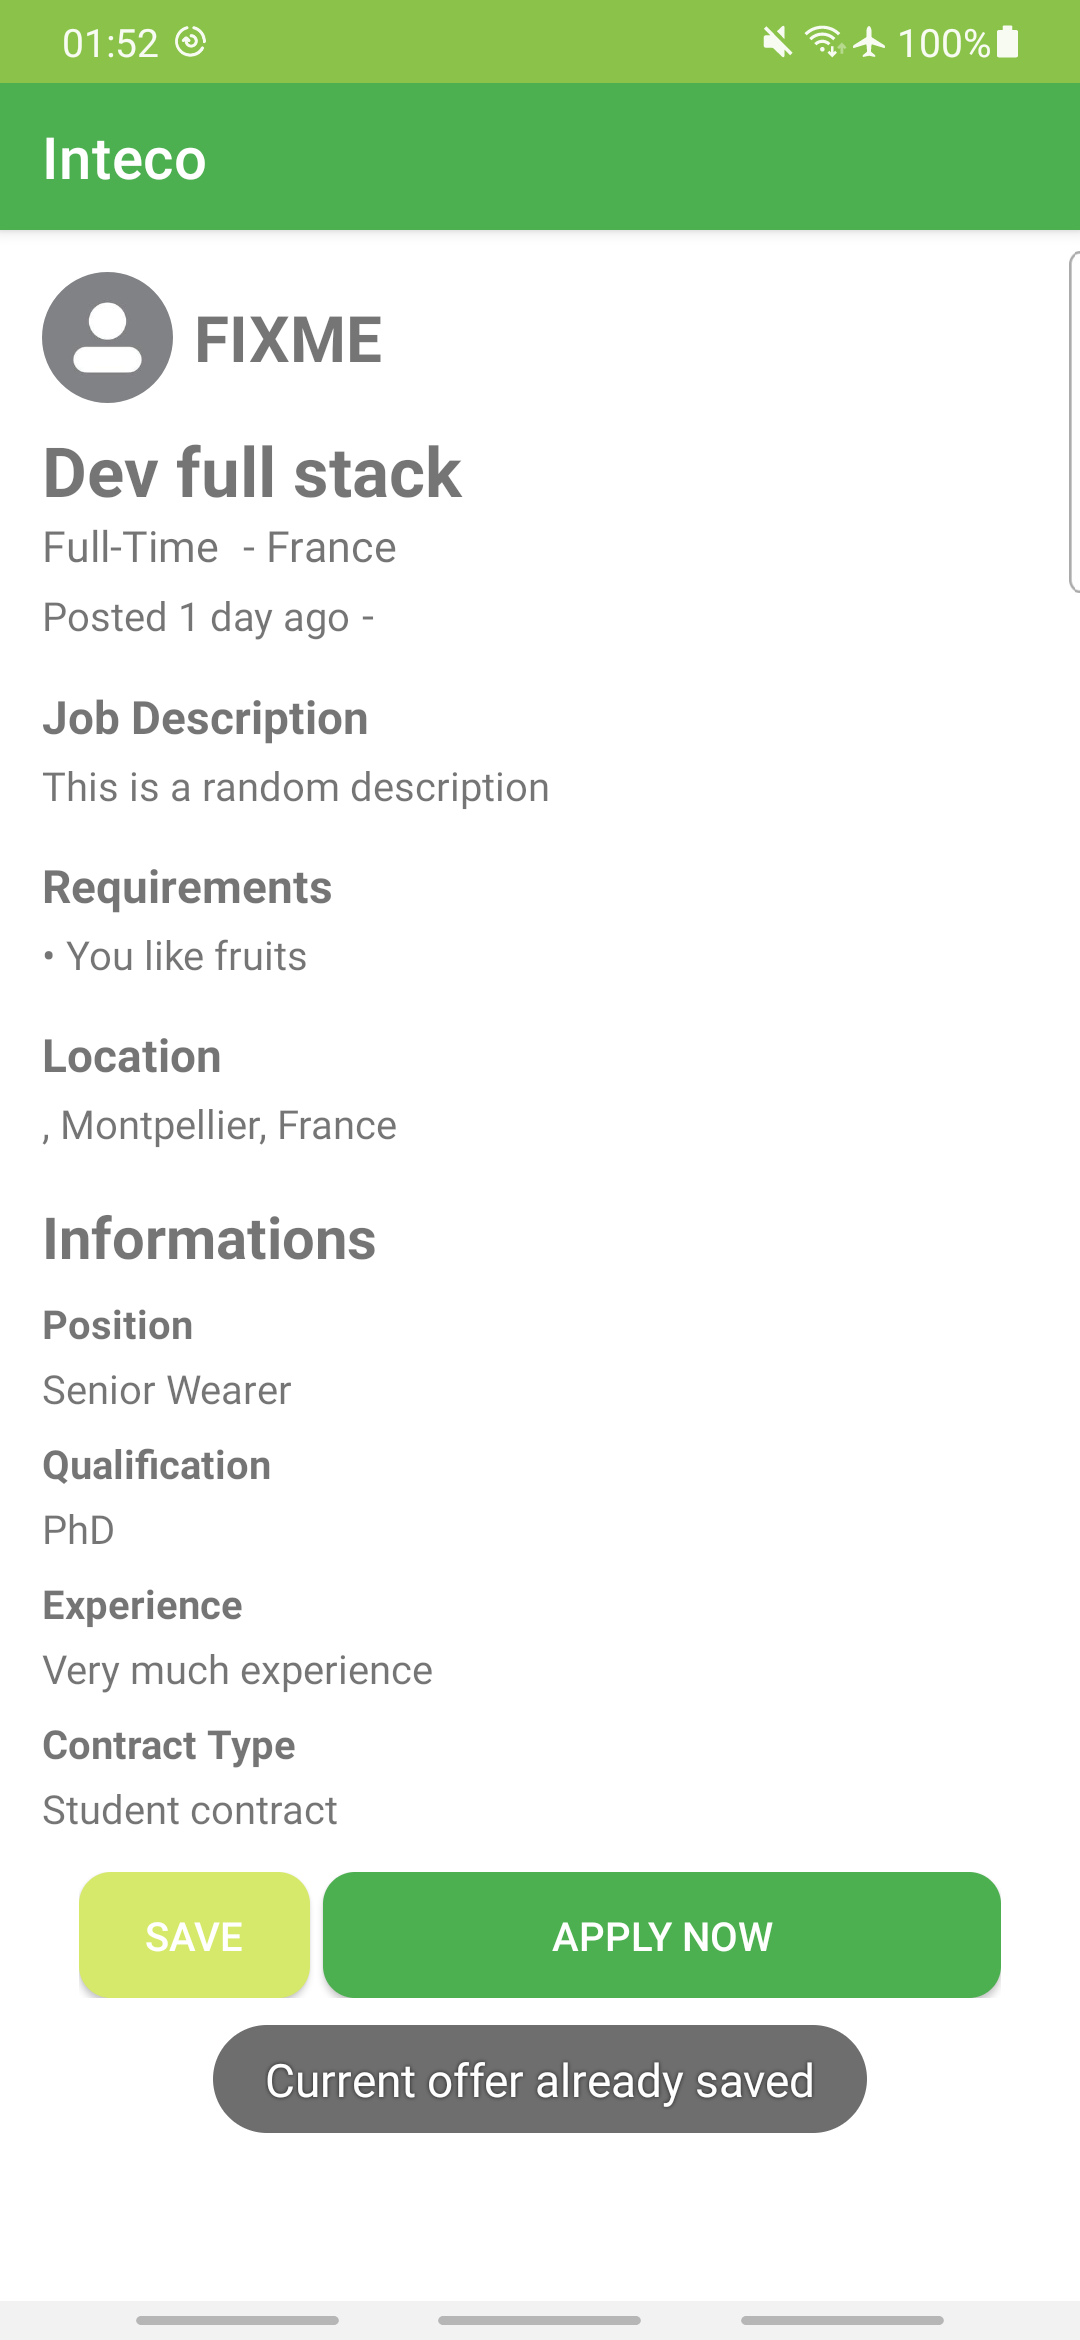 01:52 100%
Inteco
FIXME
Dev full stack
Full-Time  - France
Posted 1 day ago -
Job Description
This is a random description
Requirements
• You like fruits
Location
, Montpellier, France
Informations
Position
Senior Wearer
Qualification
PhD
Experience
Very much experience
Contract Type
Student contract
SAVE APPLY NOW
Current offer already saved